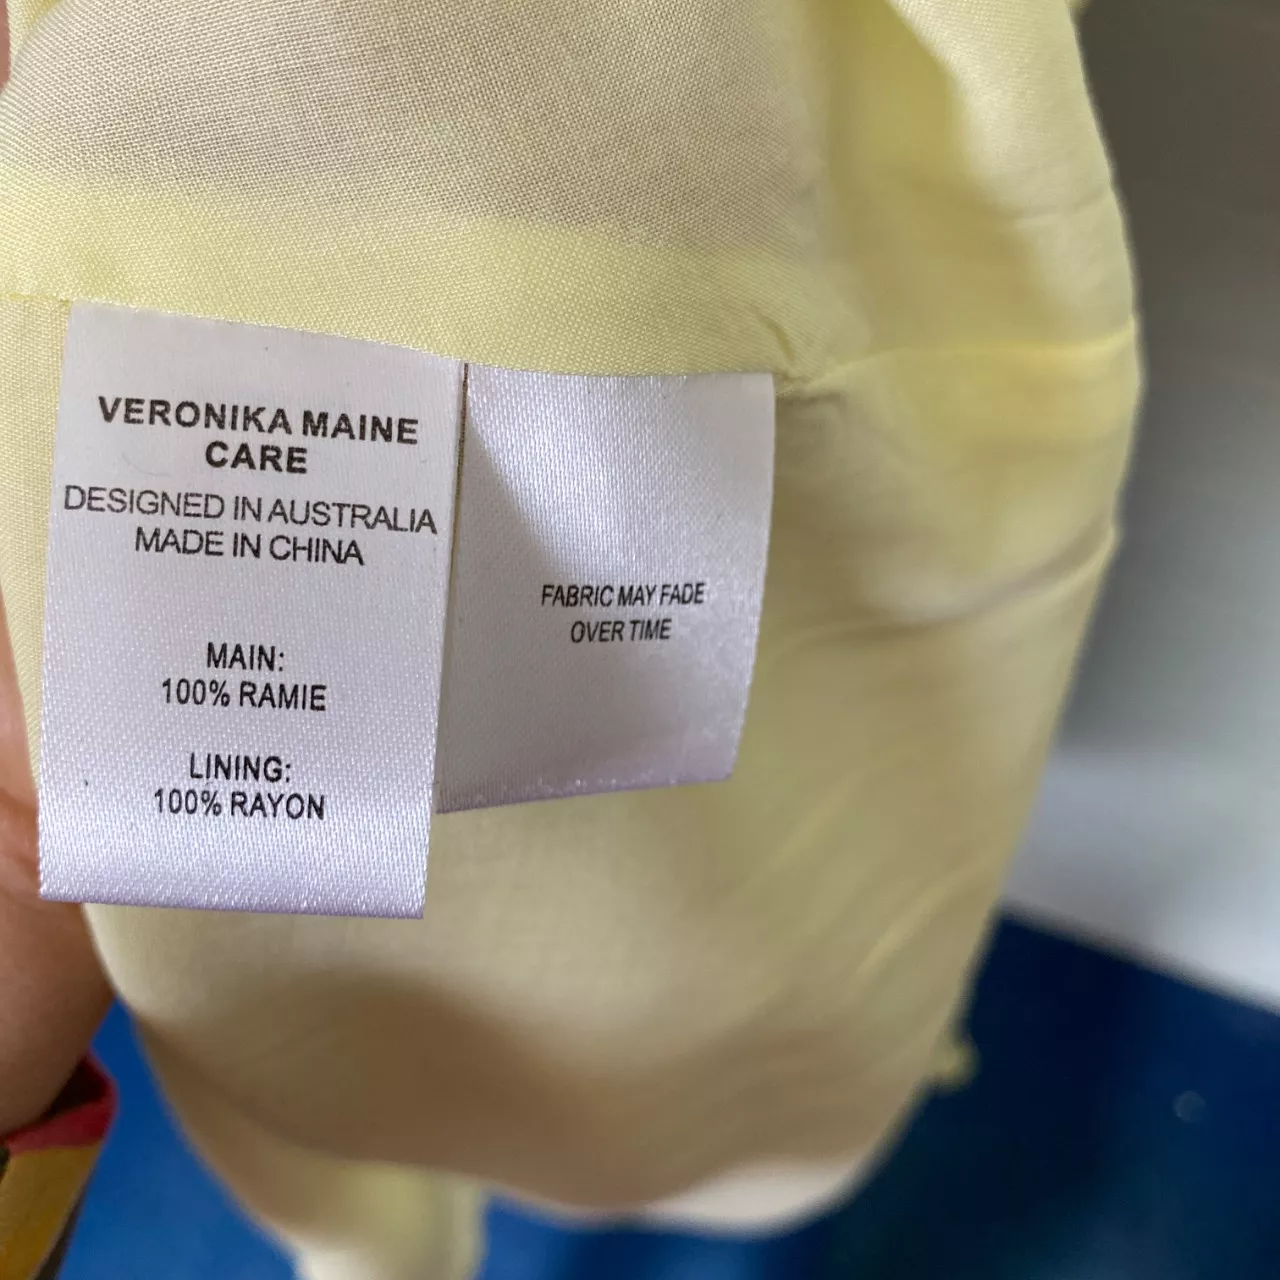 VERONIKA MAINE
CARE
DESIGNED IN AUSTRALIA
MADE IN CHINA
MAIN:
100% RAMIE
LINING:
100% RAYON
FABRIC MAY FADE
OVER TIME